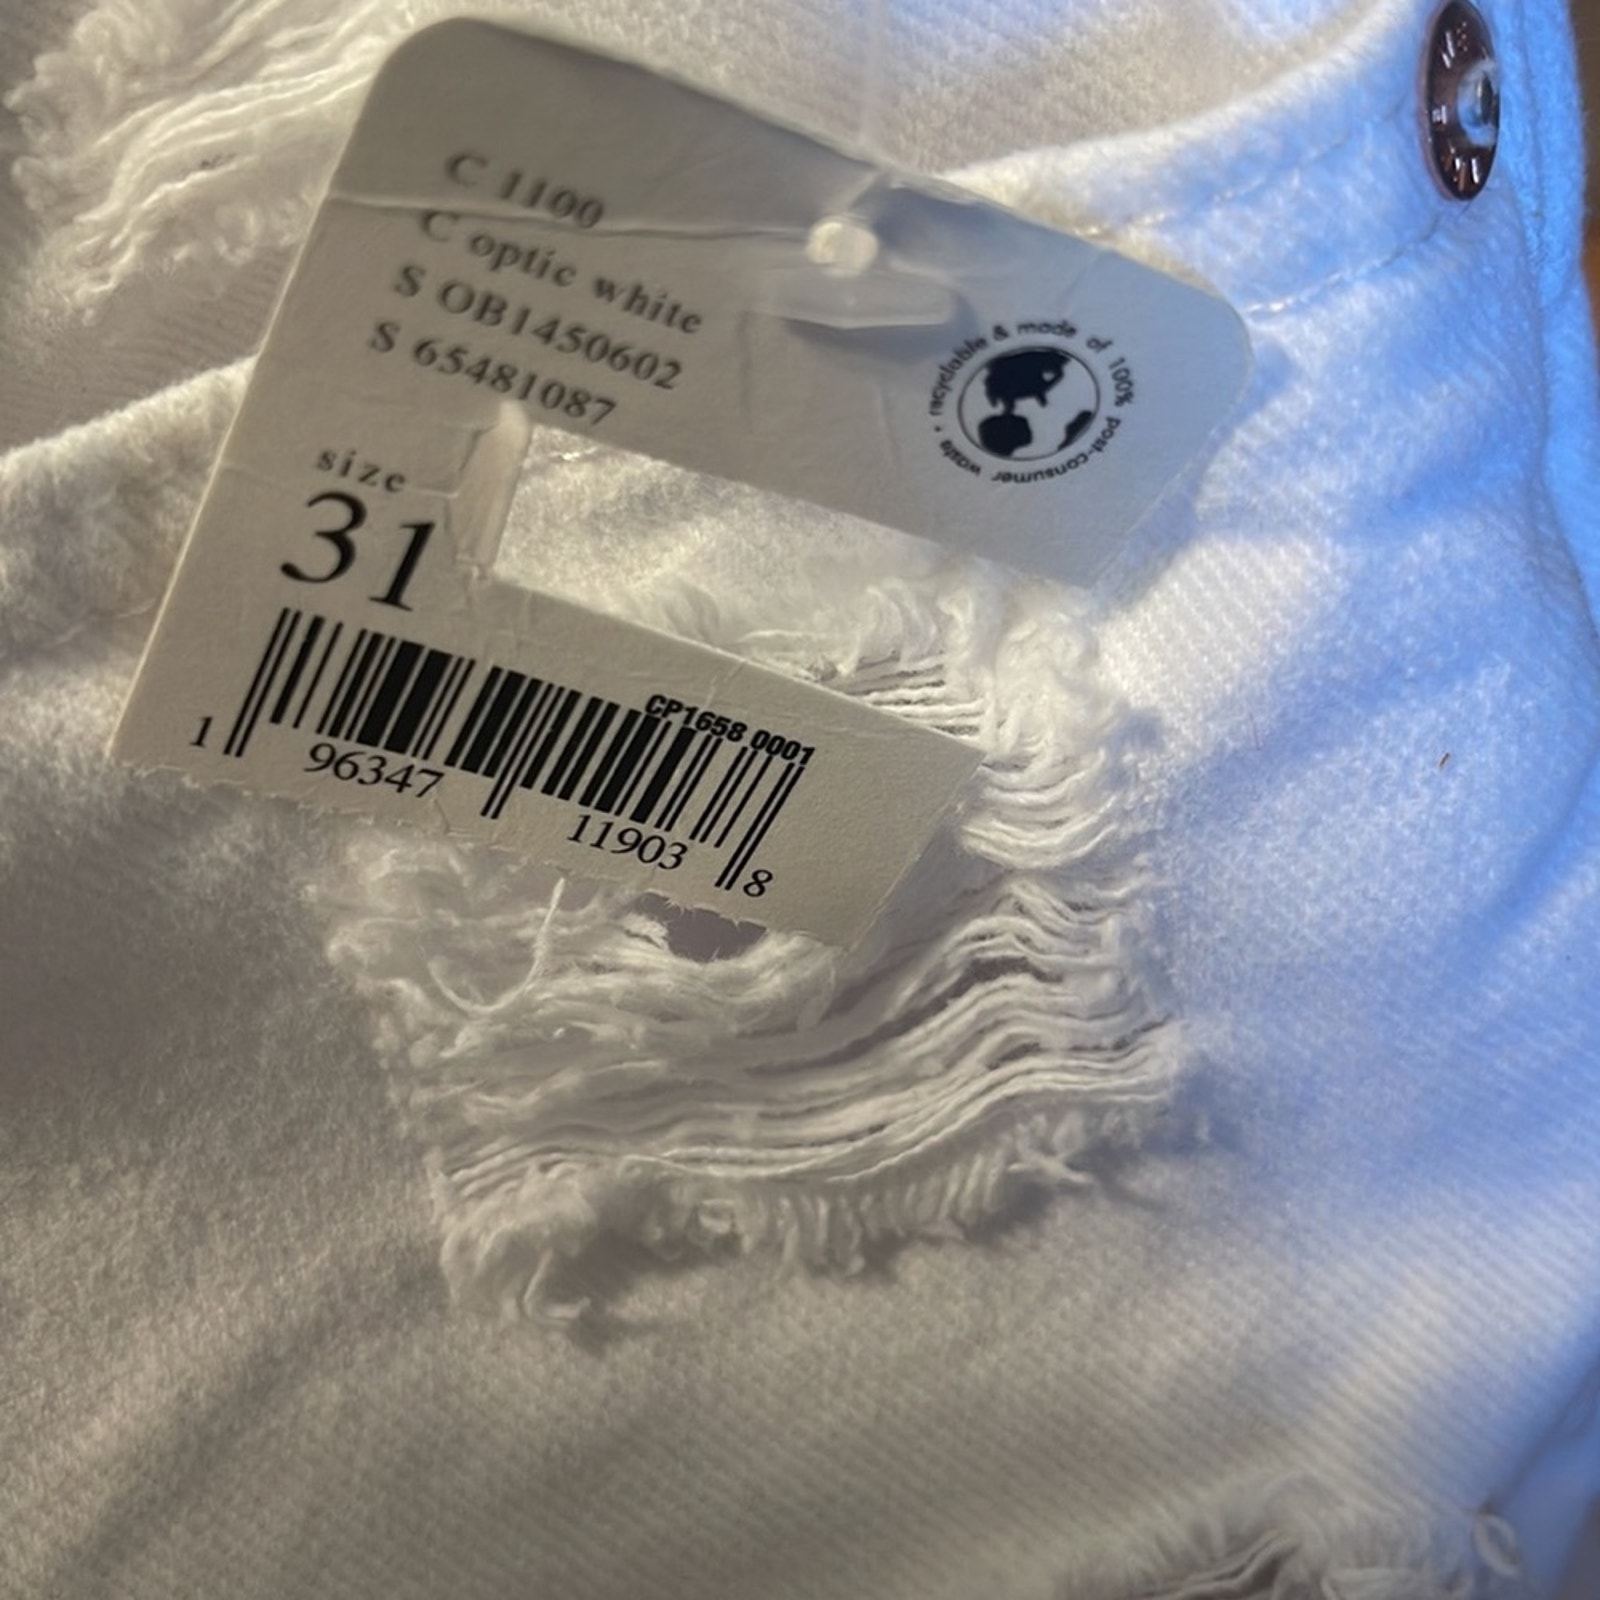 C 1100
C optic white
S OB1450602
S 65481087
recyclable & made of 100% post-consumer waste •
size
31
CP1658 0001
1 96347 11903 8